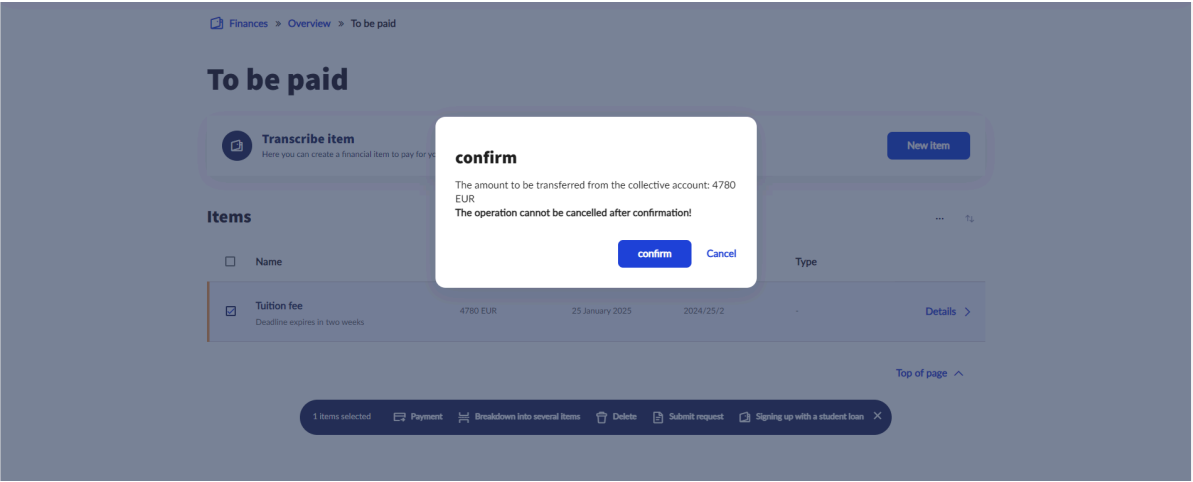 Finances » Overview » To be paid
To be paid
Transcribe item
Here you can create a financial item to pay for
New item
confirm
The amount to be transferred from the collective account: 4780
EUR
The operation cannot be cancelled after confirmation!
confirm Cancel
Items
Name Type
Tuition fee
Deadline expires in two weeks
4780 EUR 25 January 2025 2024/25/2 - Details
Top of page
1 items selected Payment Breakdown into several items Delete Submit request Signing up with a student loan